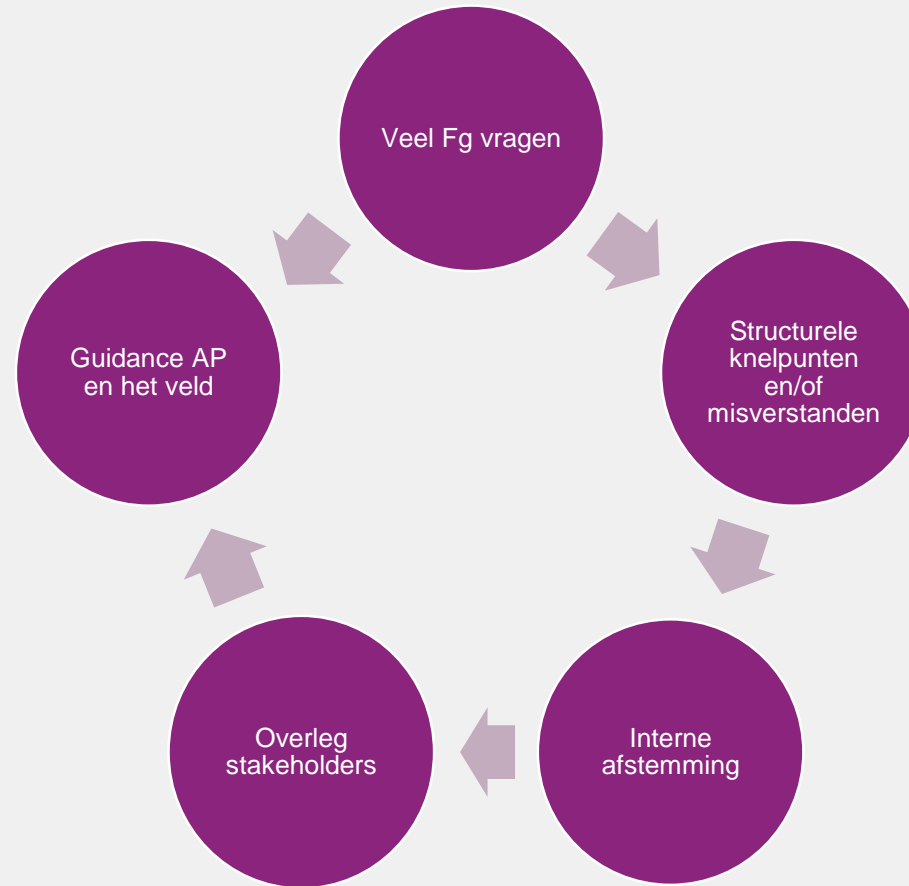 Veel Fg vragen
Structurele
knelpunten
en/of
misverstanden
Interne
afstemming
Overleg
stakeholders
Guidance AP
en het veld